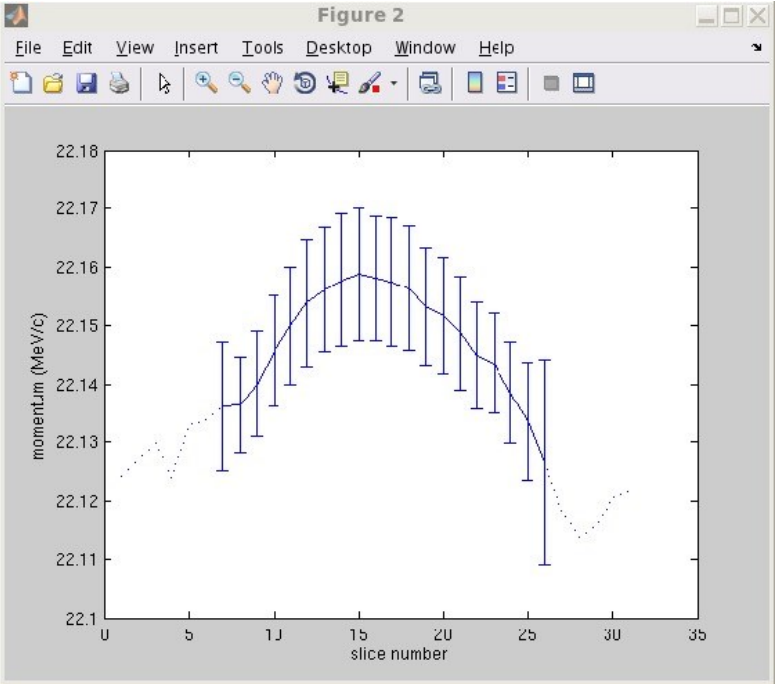 Figure 2
File Edit View Insert Tools Desktop Window Help
22.18
22.17
22.16
22.15
22.14
22.13
22.12
22.11
22.1
momentum (MeV/c)
0 5 10 15 20 25 30 35
slice number